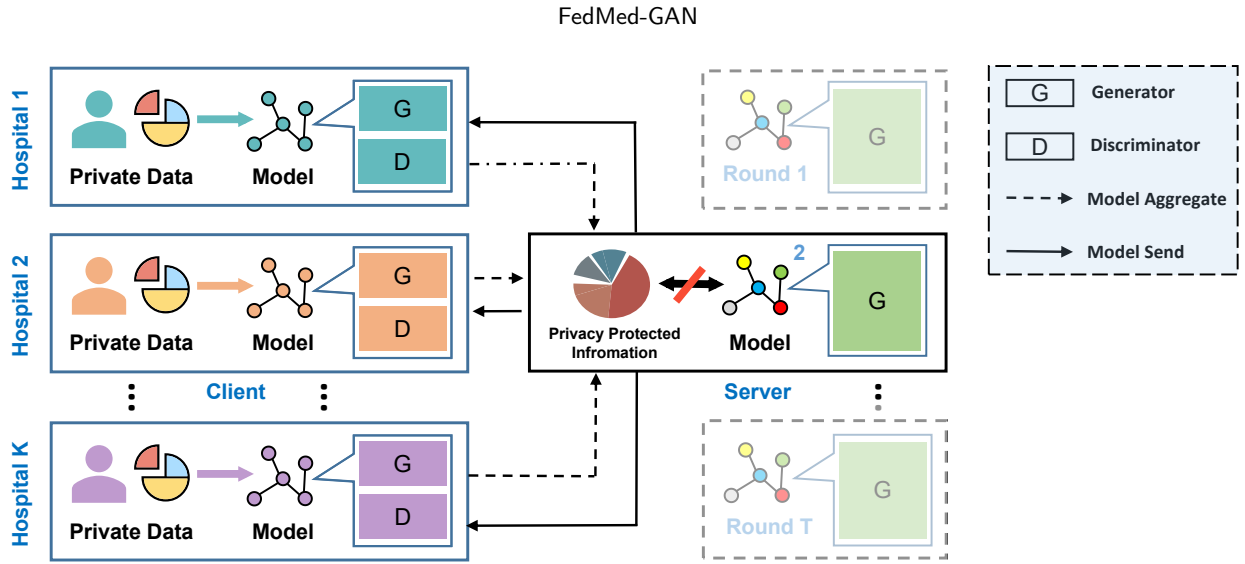 FedMed-GAN
Hospital 1
Private Data
Model
G
D
Round 1
G
G
Generator
D
Discriminator
Model Aggregate
Model Send
Hospital 2
Private Data
Model
G
D
Privacy Protected
Infromation
2
Model
G
Client
Server
Hospital K
Private Data
Model
G
D
Round T
G